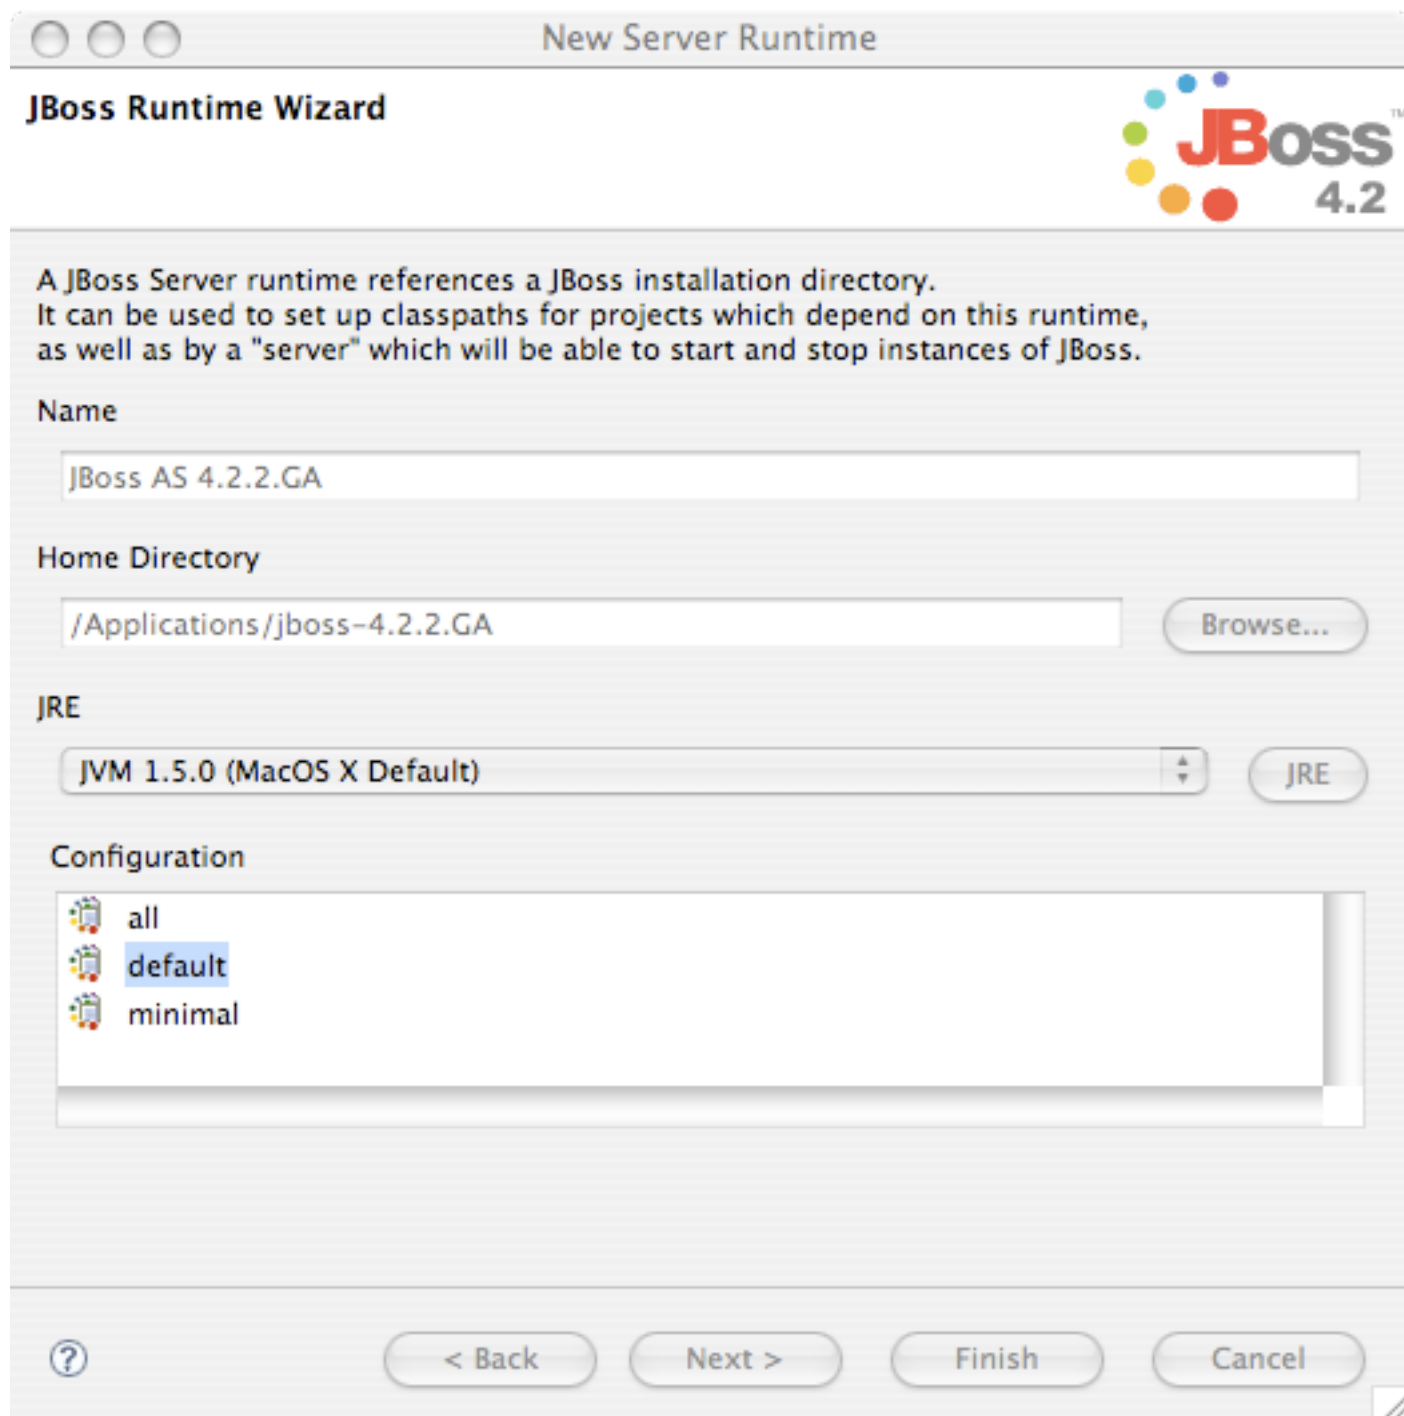 New Server Runtime
JBoss Runtime Wizard
JBoss™
4.2
A JBoss Server runtime references a JBoss installation directory.
It can be used to set up classpaths for projects which depend on this runtime,
as well as by a "server" which will be able to start and stop instances of JBoss.
Name
JBoss AS 4.2.2.GA
Home Directory
/Applications/jboss-4.2.2.GA
Browse...
JRE
JVM 1.5.0 (MacOS X Default)
JRE
Configuration
all
default
minimal
?
< Back
Next >
Finish
Cancel